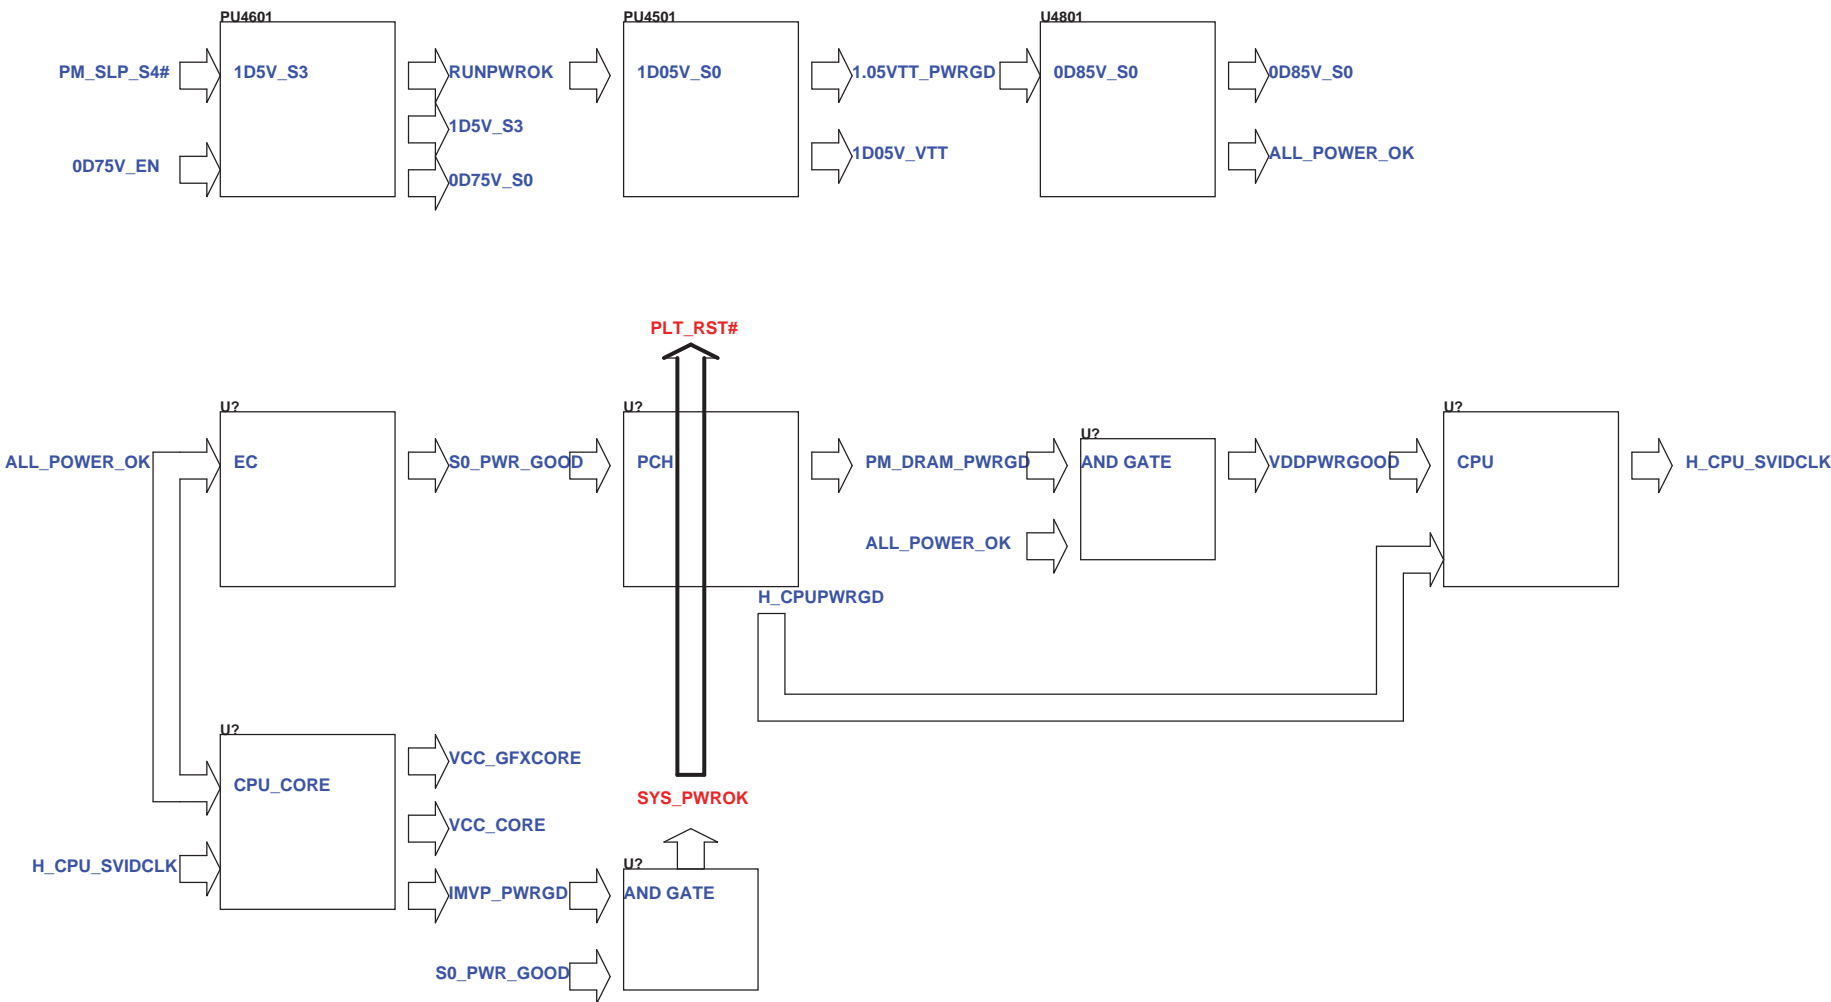 PU4601
PU4501
U4801
PM_SLP_S4#
1D5V_S3
RUNPWROK
1D05V_S0
1.05VTT_PWRGD
0D85V_S0
0D85V_S0
1D5V_S3
0D75V_EN
0D75V_S0
1D05V_VTT
ALL_POWER_OK
PLT_RST#
U?
U?
U?
U?
ALL_POWER_OK
EC
S0_PWR_GOOD
PCH
PM_DRAM_PWRGD
AND GATE
VDDPWRGOOD
CPU
H_CPU_SVIDCLK
ALL_POWER_OK
H_CPUPWRGD
U?
CPU_CORE
VCC_GFXCORE
SYS_PWROK
VCC_CORE
U?
H_CPU_SVIDCLK
IMVP_PWRGD
AND GATE
S0_PWR_GOOD